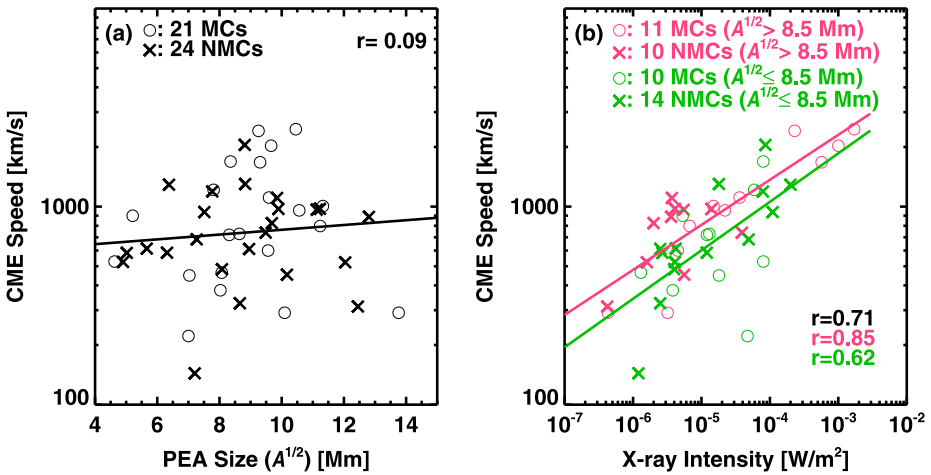 (a) ○: 21 MCs
×: 24 NMCs
r= 0.09
CME Speed [km/s]
1000
100
4 6 8 10 12 14
PEA Size (A^1/2) [Mm]
(b) ○: 11 MCs (A^1/2> 8.5 Mm)
×: 10 NMCs (A^1/2> 8.5 Mm)
○: 10 MCs (A^1/2≤ 8.5 Mm)
×: 14 NMCs (A^1/2≤ 8.5 Mm)
CME Speed [km/s]
1000
100
r=0.71
r=0.85
r=0.62
10^-7 10^-6 10^-5 10^-4 10^-3 10^-2
X-ray Intensity [W/m^2]